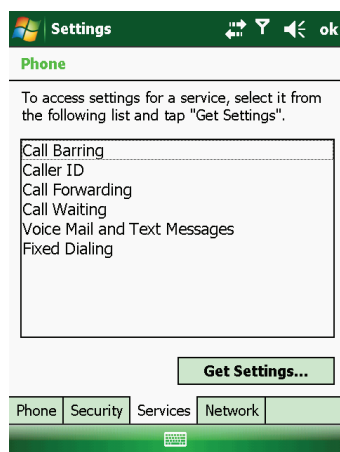 Settings
ok
Phone
To access settings for a service, select it from
the following list and tap "Get Settings".
Call Barring
Caller ID
Call Forwarding
Call Waiting
Voice Mail and Text Messages
Fixed Dialing
Get Settings...
Phone Security Services Network